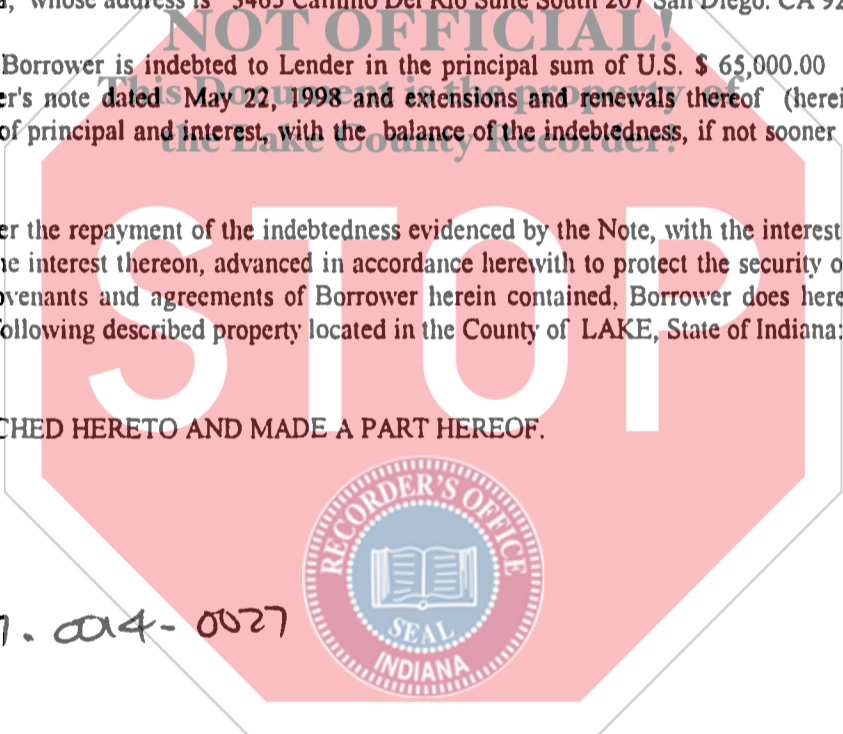 whose address is 3465 Camino Del Rio Suite South 207 San Diego. CA 92
NOT OFFICIAL!
Borrower is indebted to Lender in the principal sum of U.S. $ 65,000.00
This Document is the property of
er's note dated May 22, 1998 and extensions and renewals thereof (herei
of principal and interest, with the balance of the indebtedness, if not sooner
the Lake County Recorder!
er the repayment of the indebtedness evidenced by the Note, with the interest
ne interest thereon, advanced in accordance herewith to protect the security o
ovenants and agreements of Borrower herein contained, Borrower does here
ollowing described property located in the County of LAKE, State of Indiana:
STOP
CHED HERETO AND MADE A PART HEREOF.
RECORDER'S OFFICE
SEAL
INDIANA
7.0014-0027